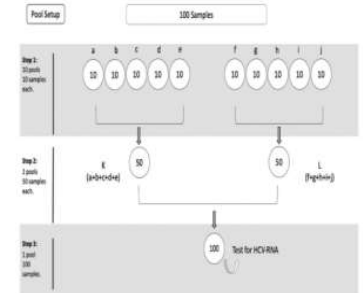 Pool Setup
100 Samples
a b c d e f g h i j
Step 1:
10 pools
10 samples
each.
10 10 10 10 10 10 10 10 10 10
Step 2:
2 pools
50 samples
each.
K
(a+b+c+d+e)
50
50
L
(f+g+h+i+j)
Step 3:
1 pool
100
samples.
100
Test for HCV-RNA